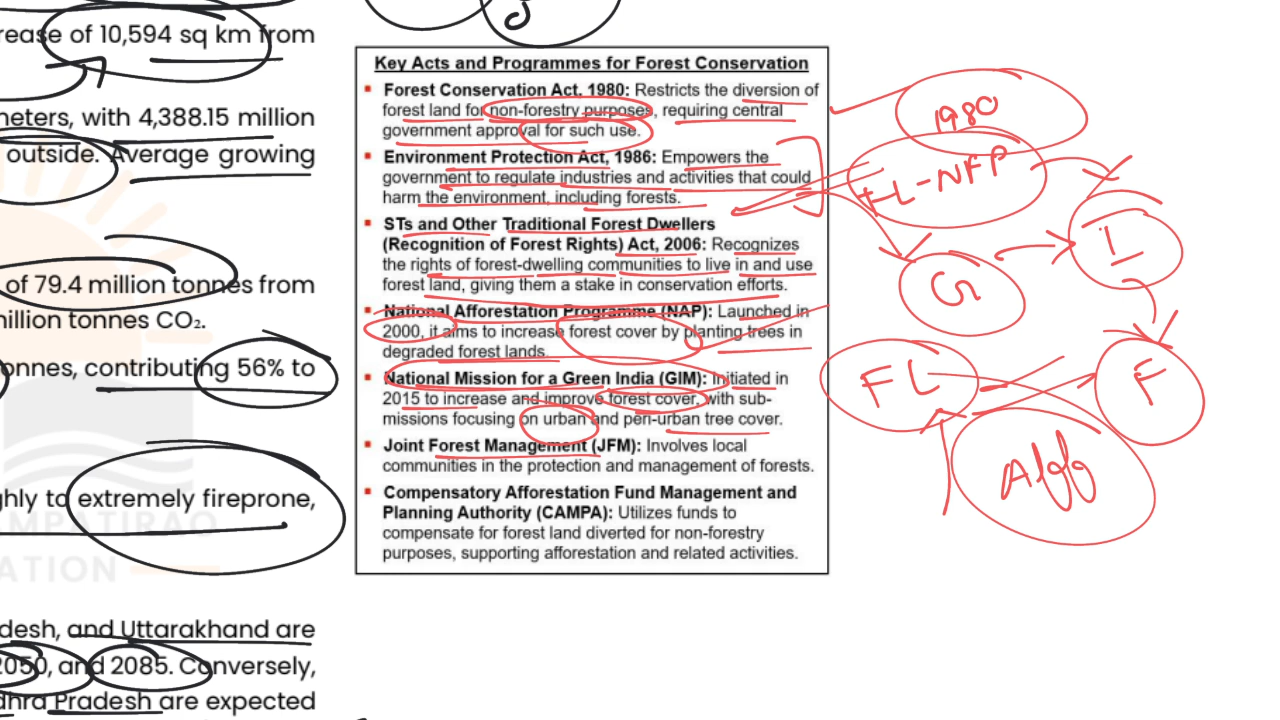 rease of 10,594 sq km from
neters, with 4,388.15 million
outside. Average growing
of 79.4 million tonnes from
nillion tonnes CO₂.
onnes, contributing 56% to
ghly to extremely fireprone,
AMPATIRAO
ATION
desh, and Uttarakhand are
2050, and 2085. Conversely,
dhra Pradesh are expected
Key Acts and Programmes for Forest Conservation
▪ Forest Conservation Act, 1980: Restricts the diversion of
forest land for non-forestry purposes, requiring central
government approval for such use.
▪ Environment Protection Act, 1986: Empowers the
government to regulate industries and activities that could
harm the environment, including forests.
▪ STs and Other Traditional Forest Dwellers
(Recognition of Forest Rights) Act, 2006: Recognizes
the rights of forest-dwelling communities to live in and use
forest land, giving them a stake in conservation efforts.
▪ National Afforestation Programme (NAP): Launched in
2000, it aims to increase forest cover by planting trees in
degraded forest lands.
▪ National Mission for a Green India (GIM): Initiated in
2015 to increase and improve forest cover, with sub-
missions focusing on urban and peri-urban tree cover.
▪ Joint Forest Management (JFM): Involves local
communities in the protection and management of forests.
▪ Compensatory Afforestation Fund Management and
Planning Authority (CAMPA): Utilizes funds to
compensate for forest land diverted for non-forestry
purposes, supporting afforestation and related activities.
1980
FL-NFP
I
G
FL
F
Aff